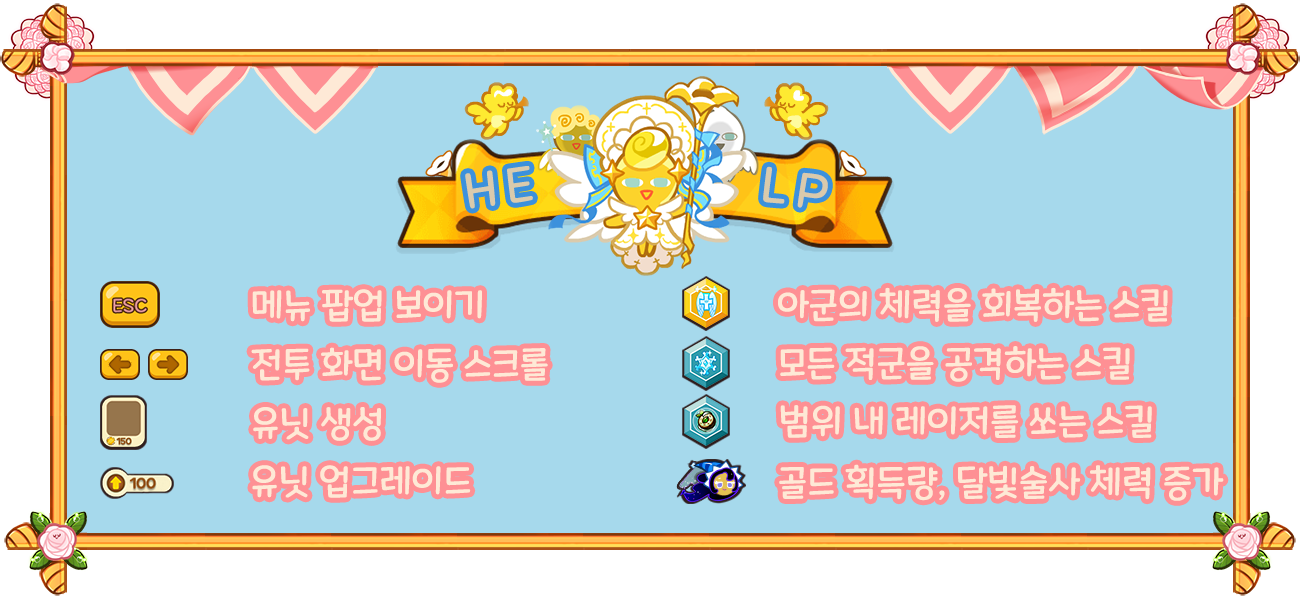 HELP
ESC
메뉴 팝업 보이기
전투 화면 이동 스크롤
150
유닛 생성
100
유닛 업그레이드
아군의 체력을 회복하는 스킬
모든 적군을 공격하는 스킬
범위 내 레이저를 쏘는 스킬
골드 획득량, 달빛술사 체력 증가